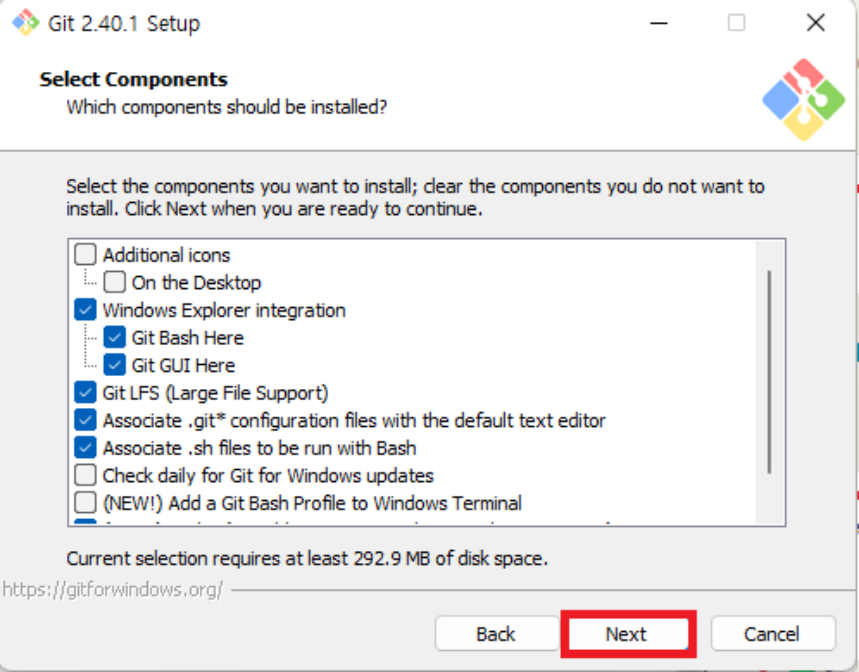 Git 2.40.1 Setup
Select Components
Which components should be installed?
Select the components you want to install; clear the components you do not want to
install. Click Next when you are ready to continue.
Additional icons
On the Desktop
Windows Explorer integration
Git Bash Here
Git GUI Here
Git LFS (Large File Support)
Associate .git* configuration files with the default text editor
Associate .sh files to be run with Bash
Check daily for Git for Windows updates
(NEW!) Add a Git Bash Profile to Windows Terminal
Current selection requires at least 292.9 MB of disk space.
https://gitforwindows.org/
Back Next Cancel